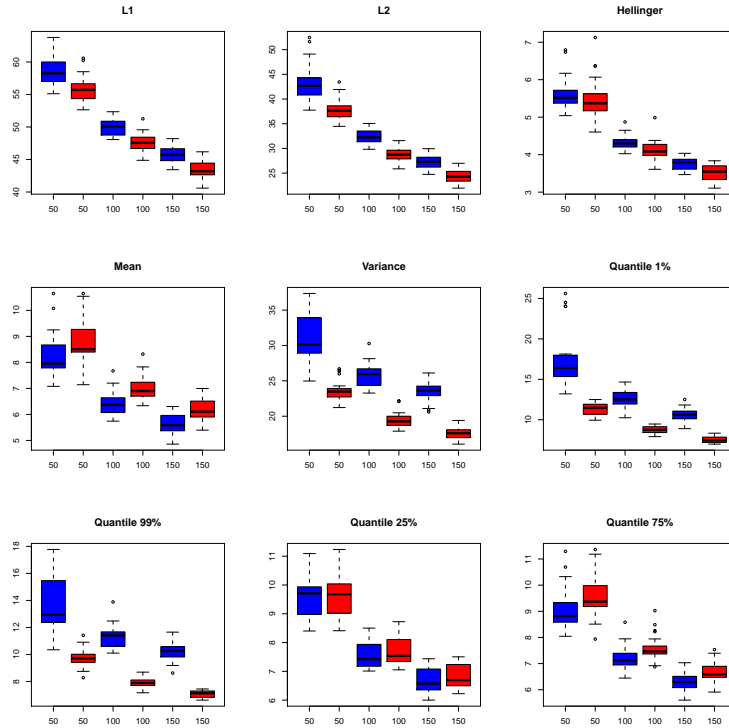 L1
L2
Hellinger
40 45 50 55 60
25 30 35 40 45 50
3 4 5 6 7
50 50 100 100 150 150
50 50 100 100 150 150
50 50 100 100 150 150
Mean
Variance
Quantile 1%
5 6 7 8 9 10
20 25 30 35
10 15 20 25
50 50 100 100 150 150
50 50 100 100 150 150
50 50 100 100 150 150
Quantile 99%
Quantile 25%
Quantile 75%
8 10 12 14 16 18
6 7 8 9 10 11
6 7 8 9 10 11
50 50 100 100 150 150
50 50 100 100 150 150
50 50 100 100 150 150